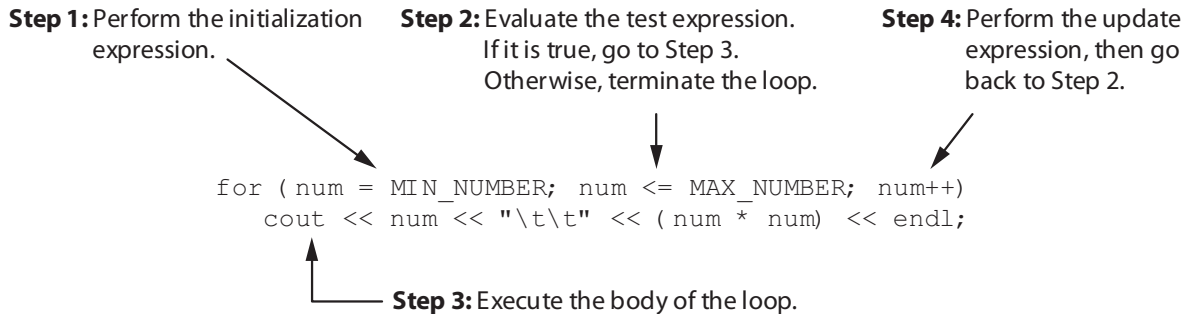 Step 1: Perform the initialization
expression.
Step 2: Evaluate the test expression.
If it is true, go to Step 3.
Otherwise, terminate the loop.
Step 4: Perform the update
expression, then go
back to Step 2.
for (num = MIN_NUMBER; num <= MAX_NUMBER; num++)
cout << num << "\t\t" << (num * num) << endl;
Step 3: Execute the body of the loop.